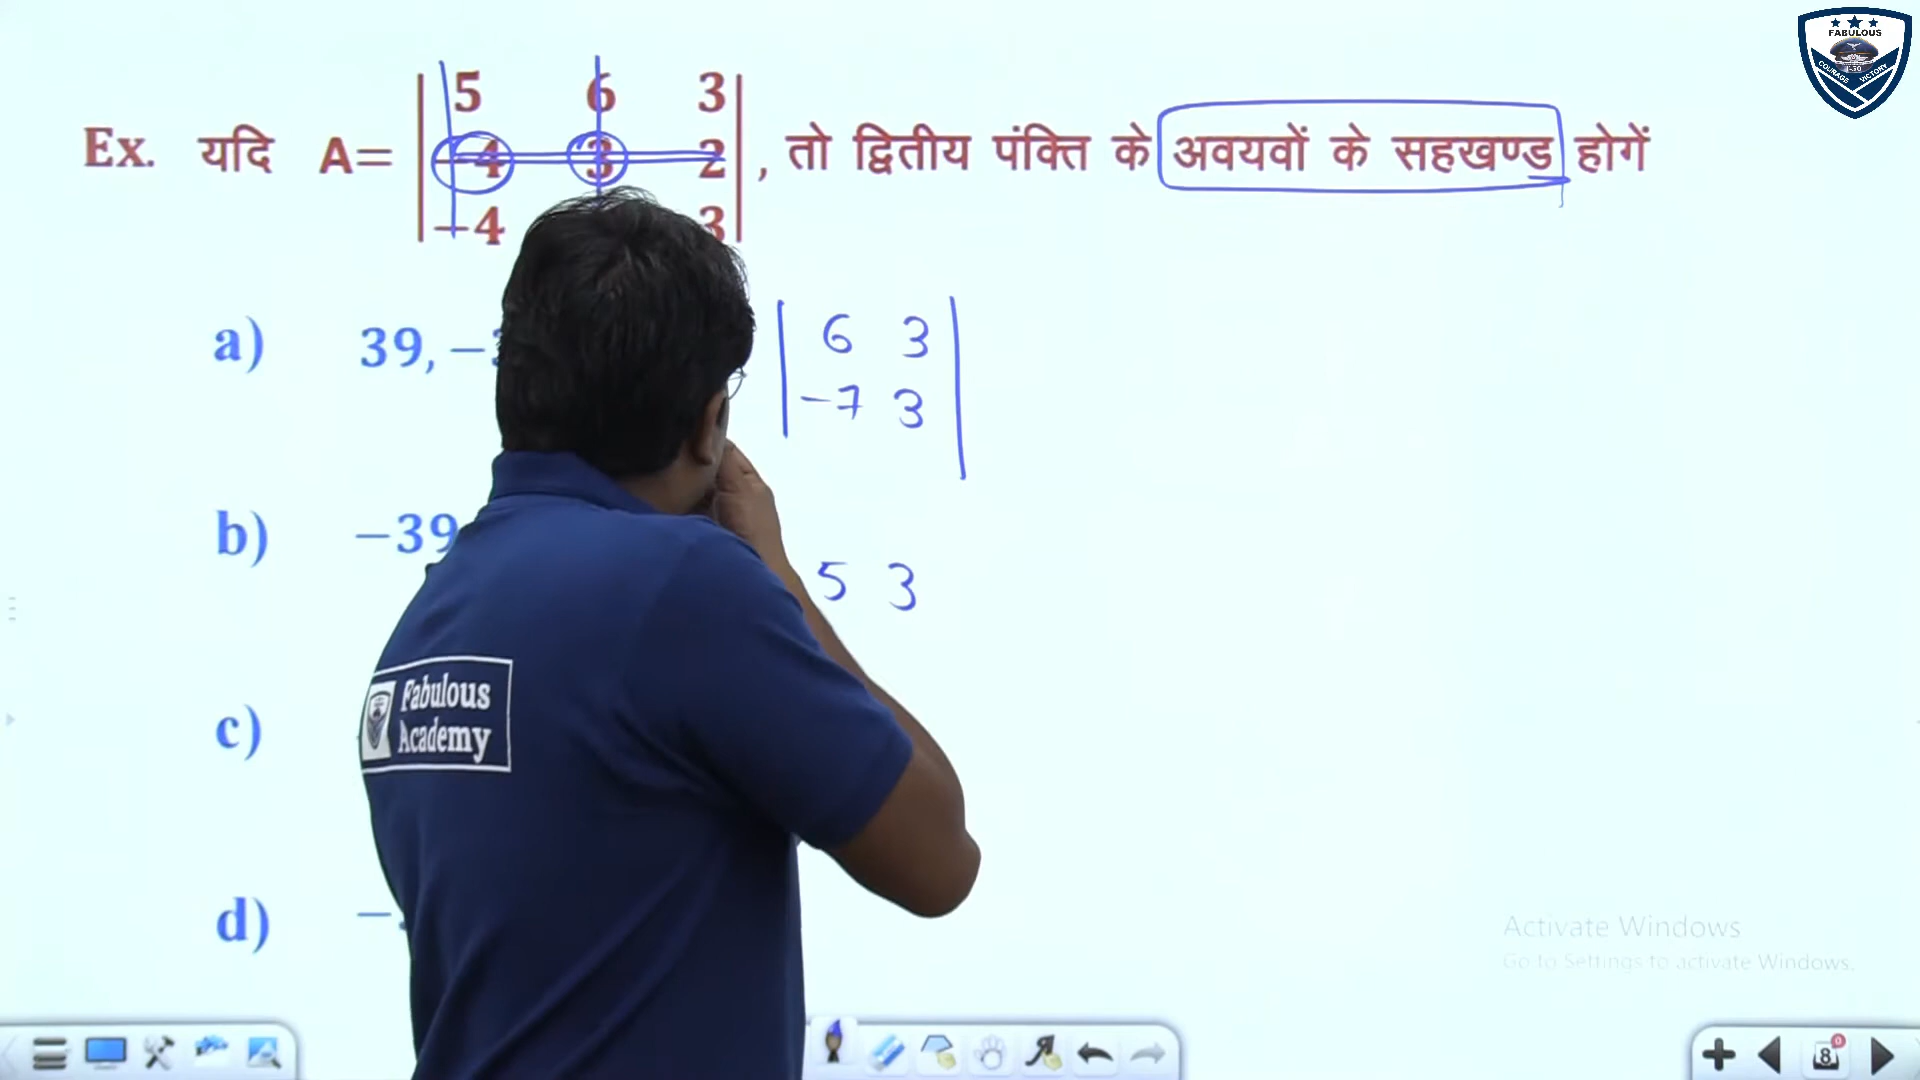 FABULOUS
COURAGE VICTORY
5 6 3
Ex. यदि A= -4 3 2 , तो द्वितीय पंक्ति के अवयवों के सहखण्ड होगें
-4 3
a) 39, -
6 3
-7 3
b) -39
5 3
Fabulous
Academy
c)
d) -
Activate Windows
Go to Settings to activate Windows.
8
0